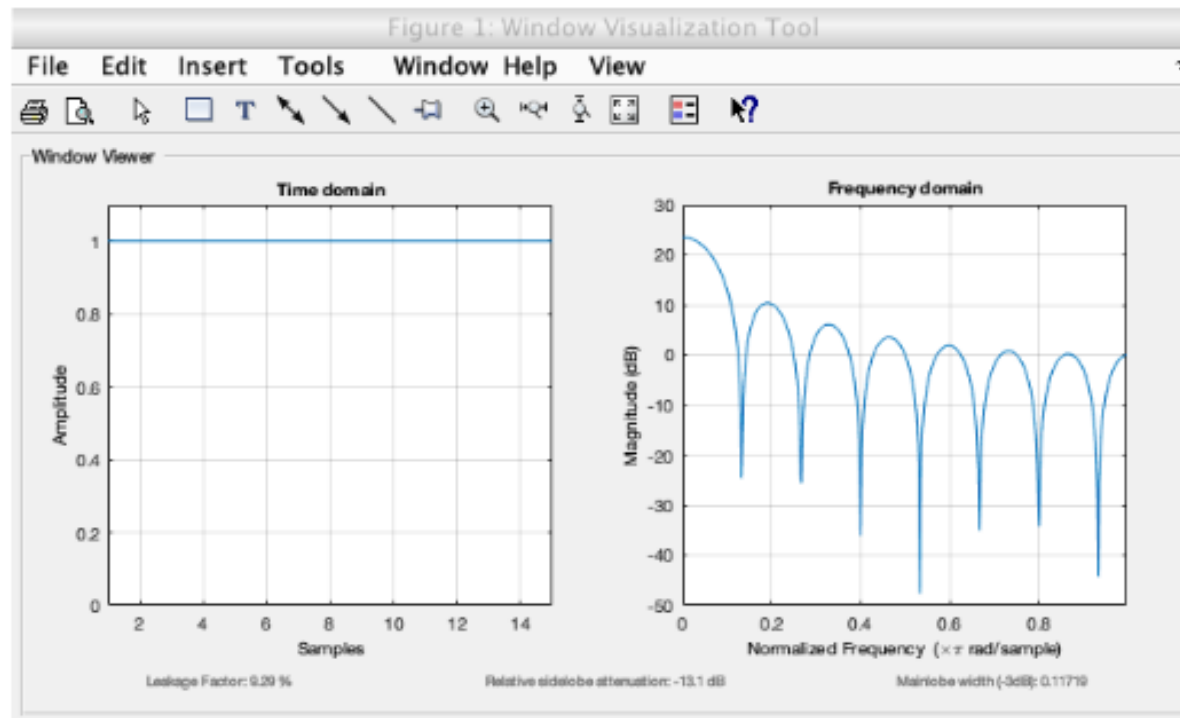 Figure 1: Window Visualization Tool
File Edit Insert Tools Window Help View
T
Window Viewer
Time domain
1
0.8
0.6
0.4
0.2
0
2 4 6 8 10 12 14
Amplitude
Samples
Frequency domain
30
20
10
0
-10
-20
-30
-40
-50
0 0.2 0.4 0.6 0.8
Magnitude (dB)
Normalized Frequency (×π rad/sample)
Leakage Factor: 9.29 % Relative sidelobe attenuation: -13.1 dB Mainlobe width (-3dB): 0.11719